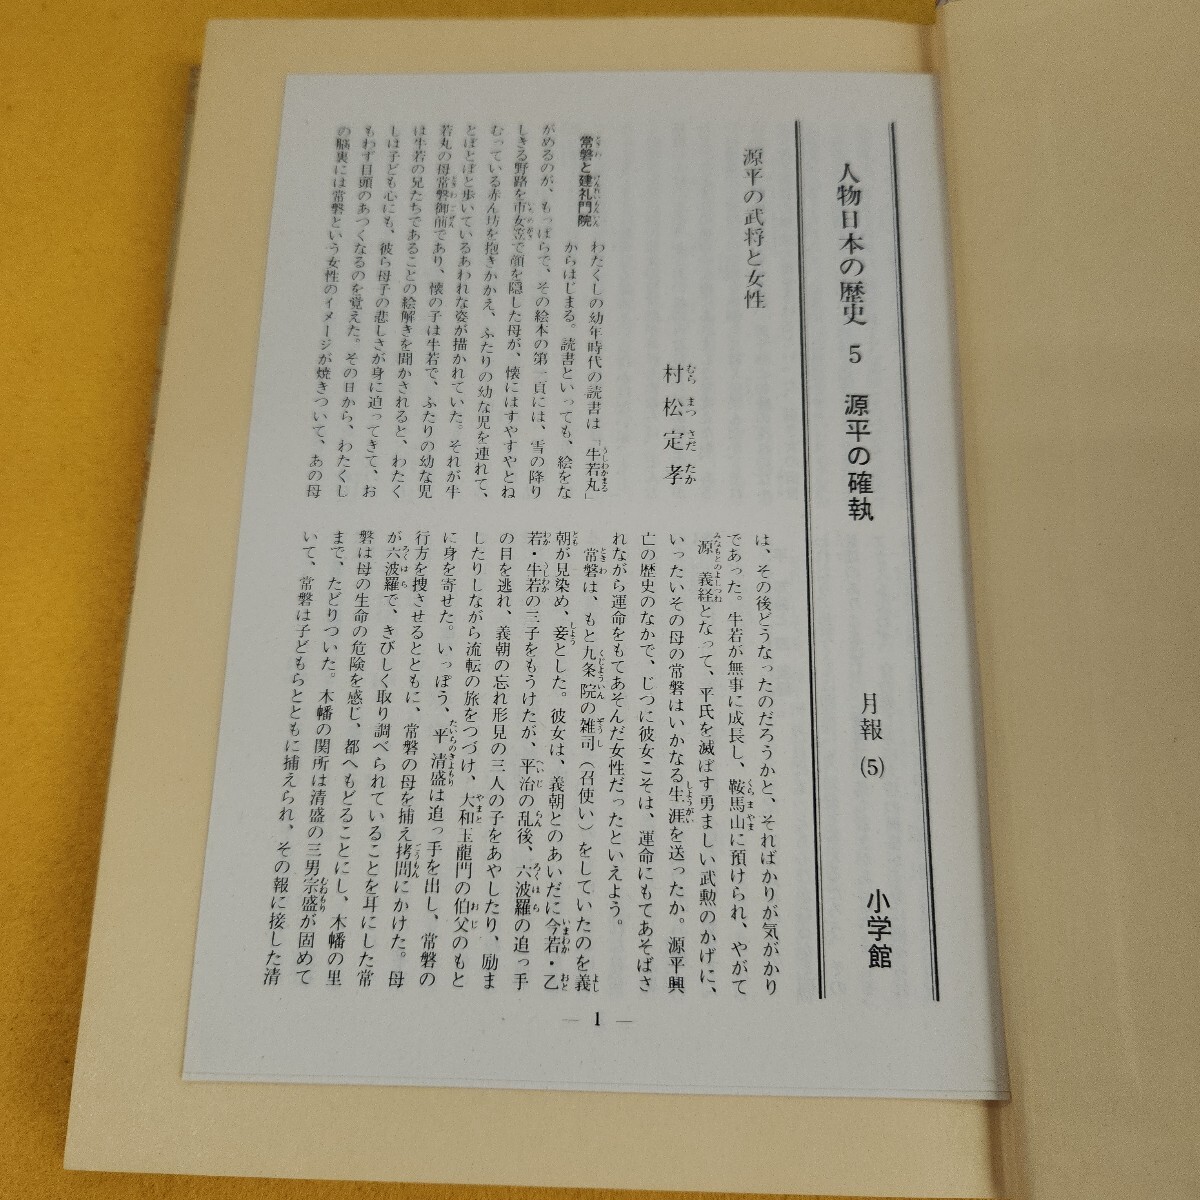 人物日本の歴史 5 源平の確執 月報(5) 小学館
源平の武将と女性
村松定孝
むら まつ さだ たか
常磐と建礼門院
わたくしの幼年時代の読書は「牛若丸」
からはじまる。読書といっても、絵をな
がめるのが、もっぱらで、その絵本の第一頁には、雪の降り
しきる野路を市女笠で顔を隠した母が、懐にはすやすやとね
むっている赤ん坊を抱きかかえ、ふたりの幼な児を連れて、
とぼとぼと歩いているあわれな姿が描かれていた。それが牛
若丸の母常磐御前であり、懐の子は牛若で、ふたりの幼な児
は牛若の兄たちであることの絵解きを聞かされると、わたく
しは子ども心にも、彼ら母子の悲しさが身に迫ってきて、お
もわず目頭のあつくなるのを覚えた。その日から、わたくし
の脳裏には常磐という女性のイメージが焼きついて、あの母
は、その後どうなったのだろうかと、そればかりが気がかり
であった。牛若が無事に成長し、鞍馬山に預けられ、やがて
源義経となって、平氏を滅ぼす勇ましい武勲のかげに、
いったいその母の常磐はいかなる生涯を送ったか。源平興
亡の歴史のなかで、じつに彼女こそは、運命にもてあそばさ
れながら運命をもてあそんだ女性だったといえよう。
常磐は、もと九条院の雑司(召使い)をしていたのを義
朝が見染め、妾とした。彼女は、義朝とのあいだに今若・乙
若・牛若の三子をもうけたが、平治の乱後、六波羅の追っ手
の目を逃れ、義朝の忘れ形見の三人の子をあやしたり、励ま
したりしながら流転の旅をつづけ、大和玉龍門の伯父のもと
に身を寄せた。いっぽう、平清盛は追っ手を出し、常磐の
行方を捜させるとともに、常磐の母を捕え拷問にかけた。母
が六波羅で、きびしく取り調べられていることを耳にした常
磐は母の生命の危険を感じ、都へもどることにし、木幡の里
まで、たどりついた。木幡の関所は清盛の三男宗盛が固めて
いて、常磐は子どもらとともに捕えられ、その報に接した清
— 1 —